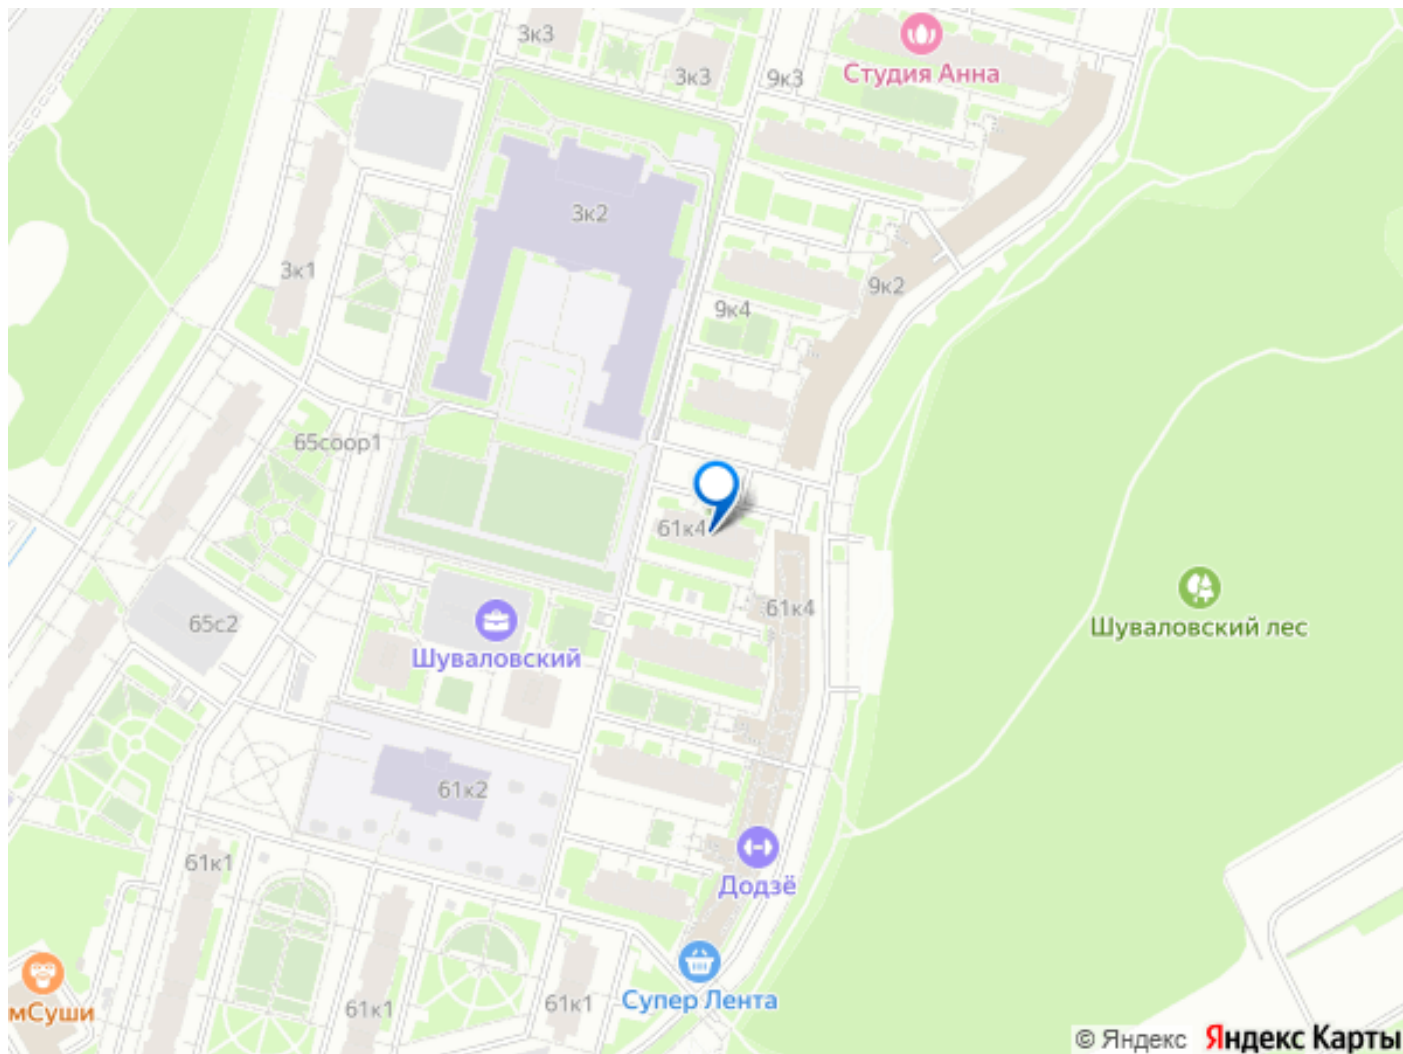 3к3
3к3
9к3
Студия Анна
3к2
3к1
9к2
9к4
65соор1
61к4
61к4
Шуваловский лес
65с2
Шуваловский
61к2
61к1
Додзё
мСуши
61к1
61к1
Супер Лента
© Яндекс Яндекс Карты